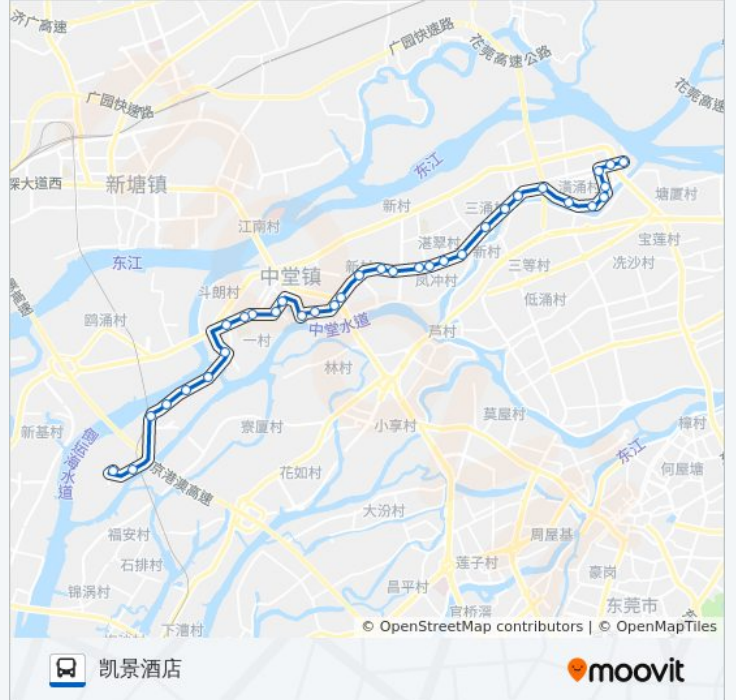 济广高速
广园快速路
花莞高速公路
广园快速路
花莞高速
东江
深大道西
新塘镇
潢涌村
塘厦村
新村
三涌
江南村
湛翠村
新村
宝莲村
东江
中堂镇
新
三等村
冼沙村
凤冲村
斗朗村
低涌村
鸥涌村
中堂水道
芦村
一村
林村
莫屋村
新基村
倒运海水道
寮厦村
小享村
樟村
东江
京港澳高速
花如村
何屋塘
大汾村
福安村
周屋基
石排村
莲子村
豪岗
锦涡村
昌平村
东莞市
官桥滘
下漕村
© OpenStreetMap contributors | © OpenMapTiles
凯景酒店
moovit